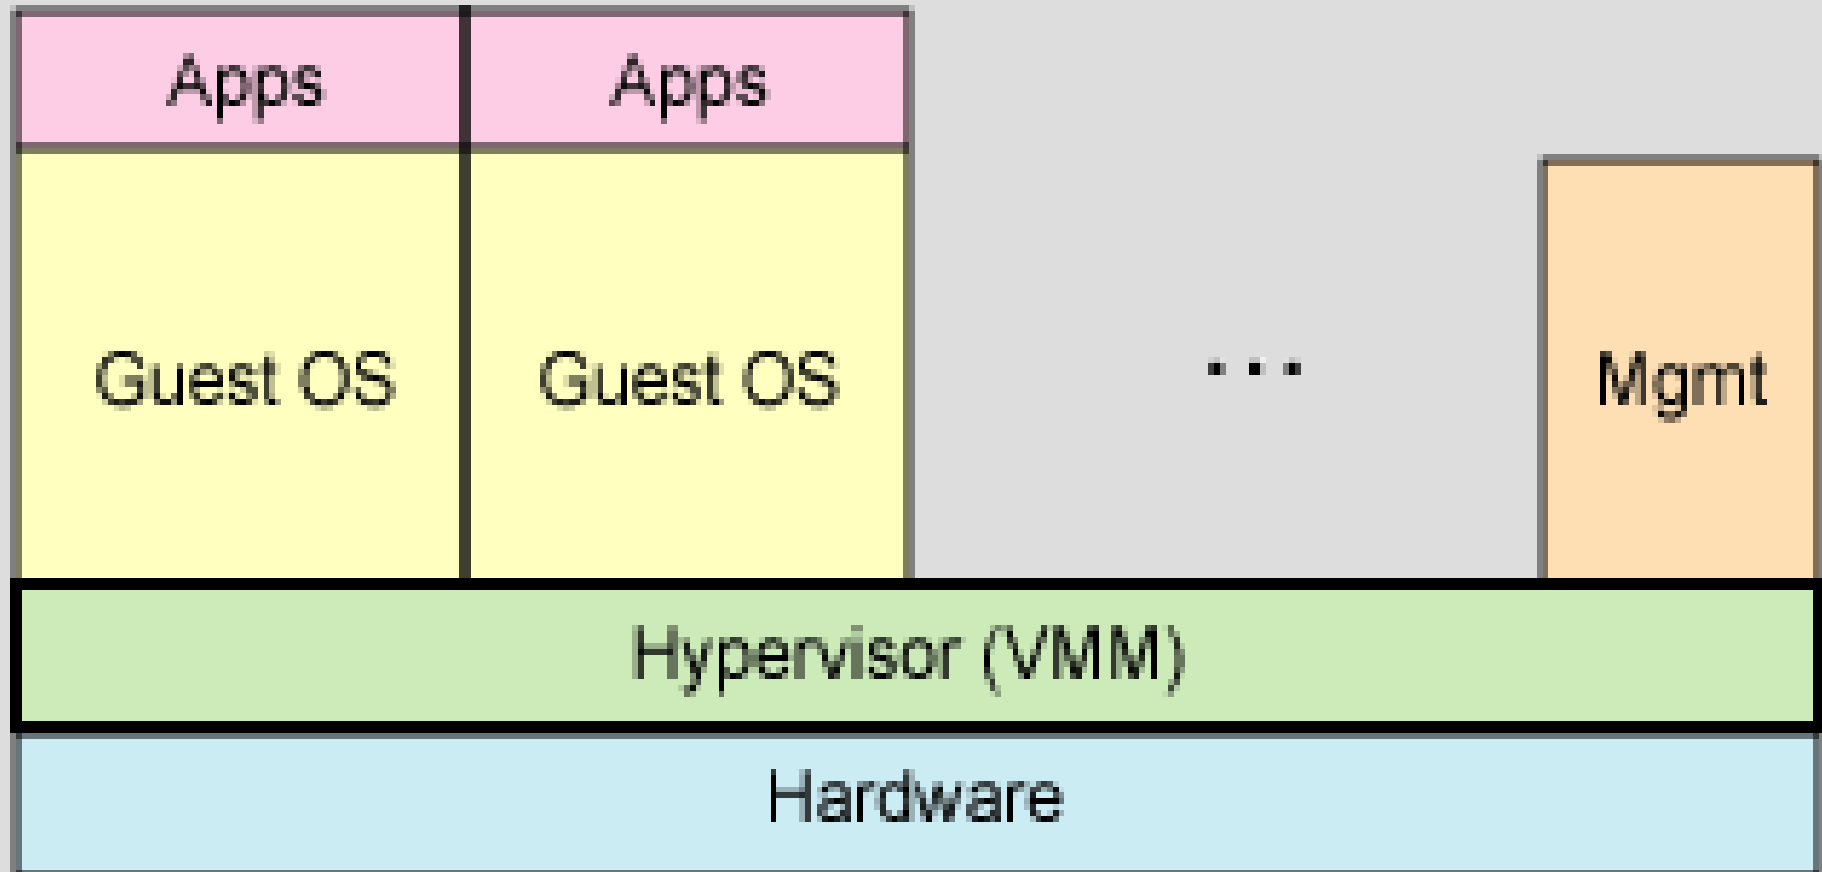 Apps
Apps
Guest OS
Guest OS
...
Mgmt
Hypervisor (VMM)
Hardware